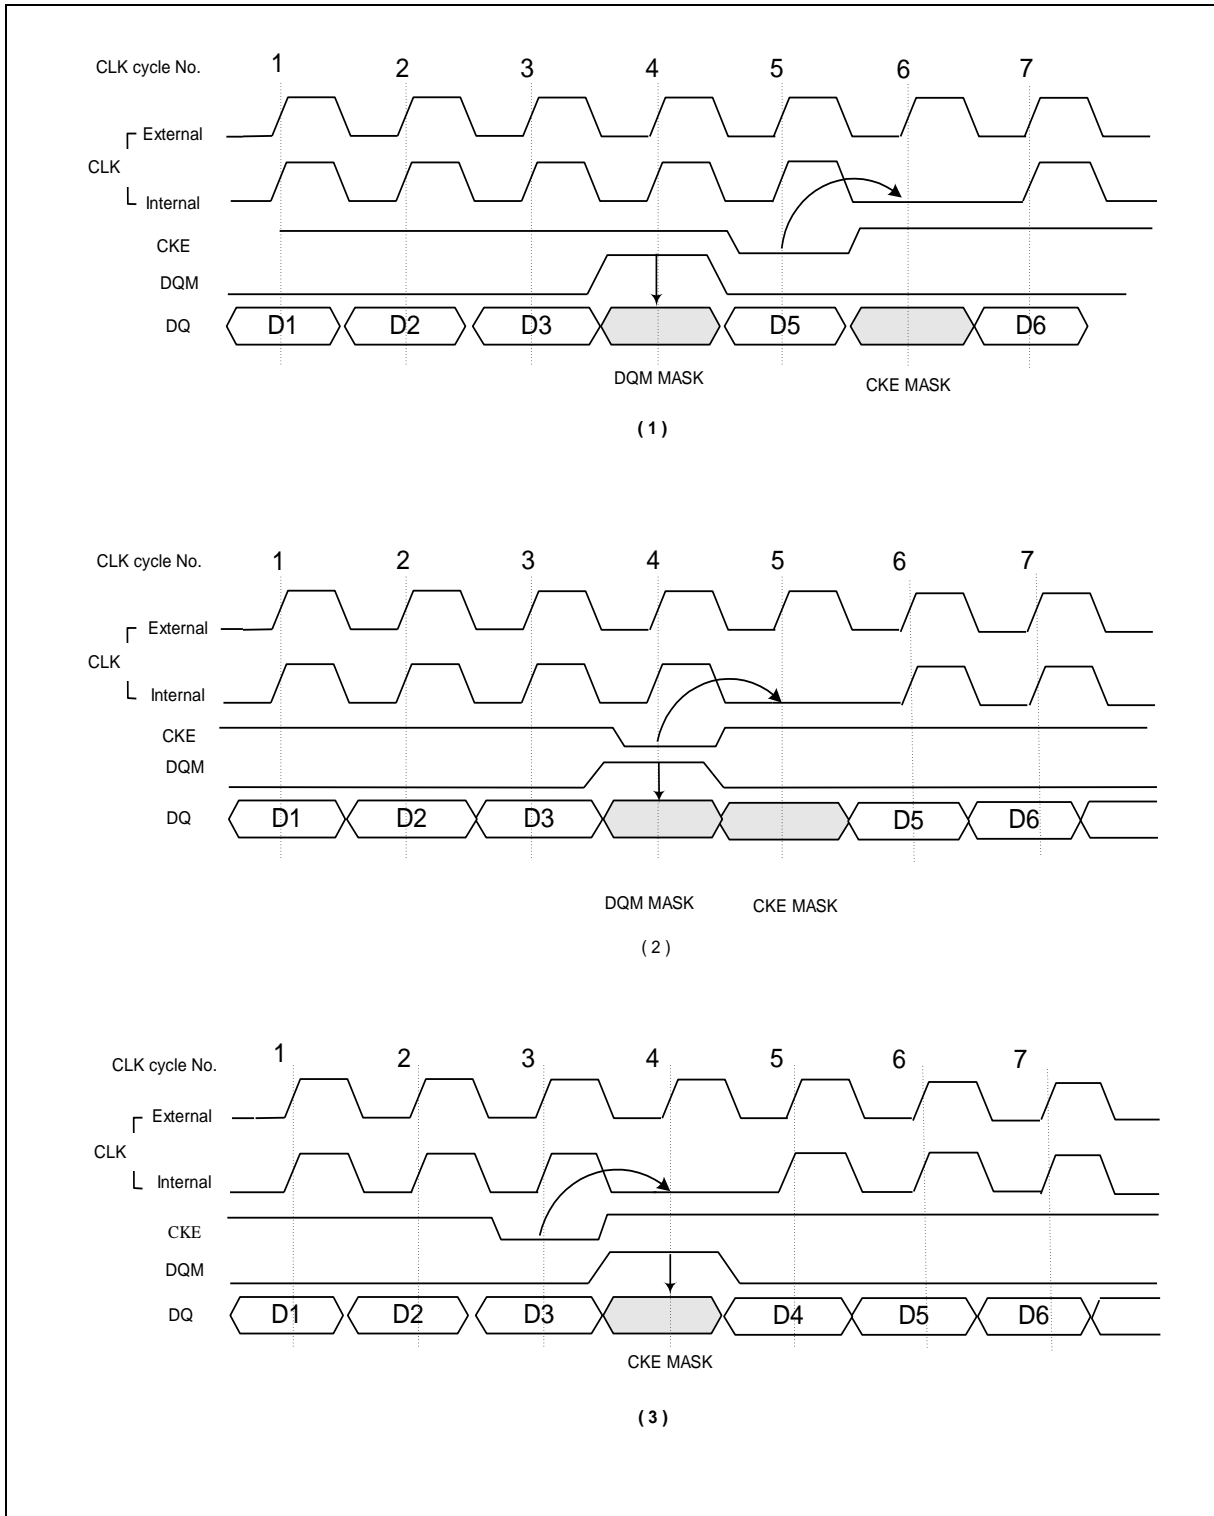 CLK cycle No. 1 2 3 4 5 6 7
External
CLK
Internal
CKE
DQM
DQ D1 D2 D3 D5 D6
DQM MASK CKE MASK
( 1 )
CLK cycle No. 1 2 3 4 5 6 7
External
CLK
Internal
CKE
DQM
DQ D1 D2 D3 D5 D6
DQM MASK CKE MASK
( 2 )
CLK cycle No. 1 2 3 4 5 6 7
External
CLK
Internal
CKE
DQM
DQ D1 D2 D3 D4 D5 D6
CKE MASK
( 3 )